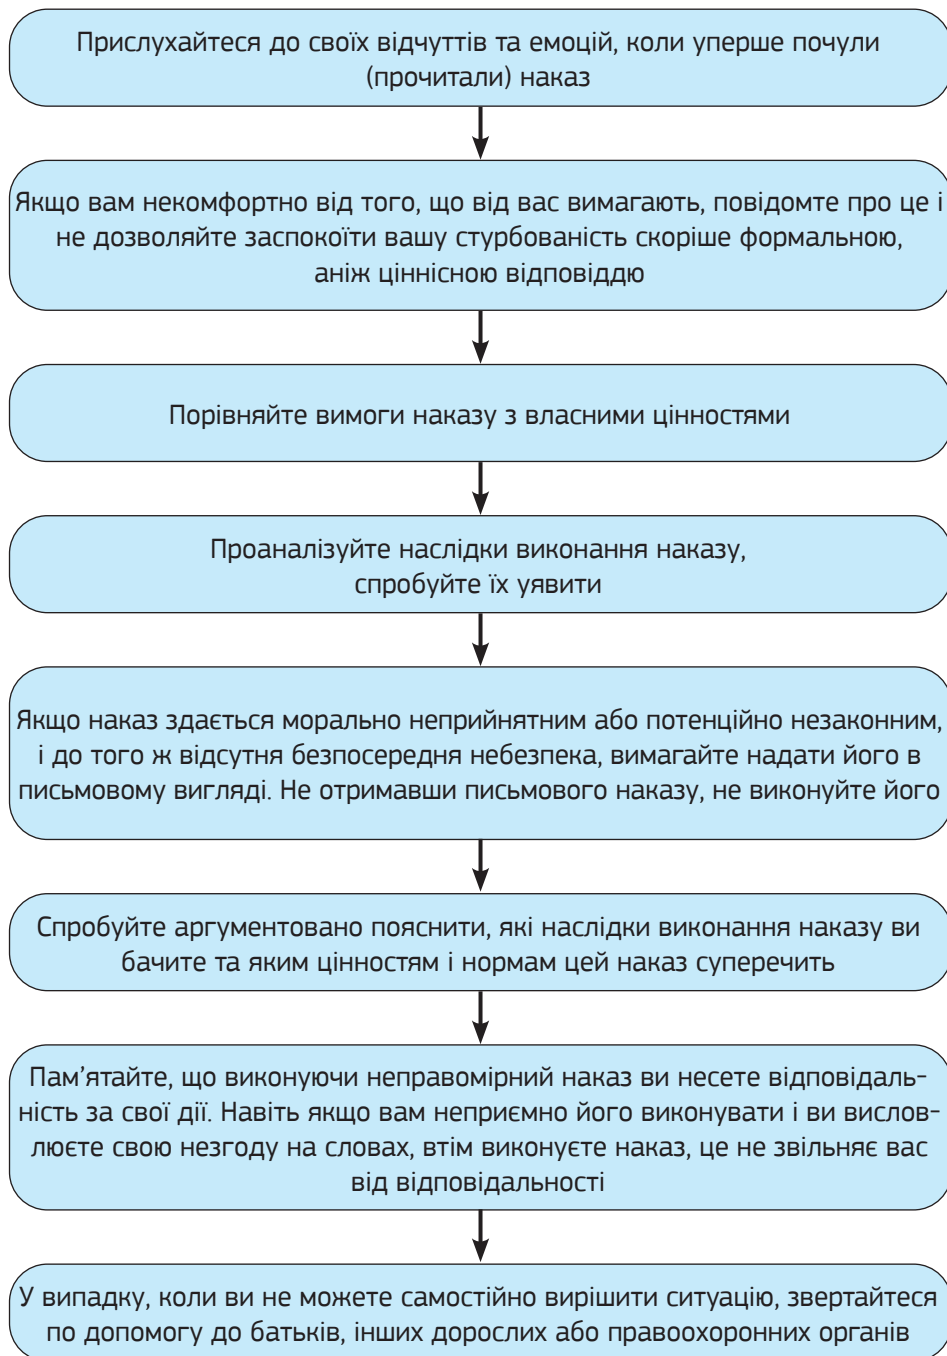 Прислухайтеся до своїх відчуттів та емоцій, коли уперше почули
(прочитали) наказ
Якщо вам некомфортно від того, що від вас вимагають, повідомте про це і
не дозволяйте заспокоїти вашу стурбованість скоріше формальною,
аніж ціннісною відповіддю
Порівняйте вимоги наказу з власними цінностями
Проаналізуйте наслідки виконання наказу,
спробуйте їх уявити
Якщо наказ здається морально неприйнятним або потенційно незаконним,
і до того ж відсутня безпосередня небезпека, вимагайте надати його в
письмовому вигляді. Не отримавши письмового наказу, не виконуйте його
Спробуйте аргументовано пояснити, які наслідки виконання наказу ви
бачите та яким цінностям і нормам цей наказ суперечить
Пам’ятайте, що виконуючи неправомірний наказ ви несете відповідаль-
ність за свої дії. Навіть якщо вам неприємно його виконувати і ви вислов-
люєте свою незгоду на словах, втім виконуєте наказ, це не звільняє вас
від відповідальності
У випадку, коли ви не можете самостійно вирішити ситуацію, звертайтеся
по допомогу до батьків, інших дорослих або правоохоронних органів